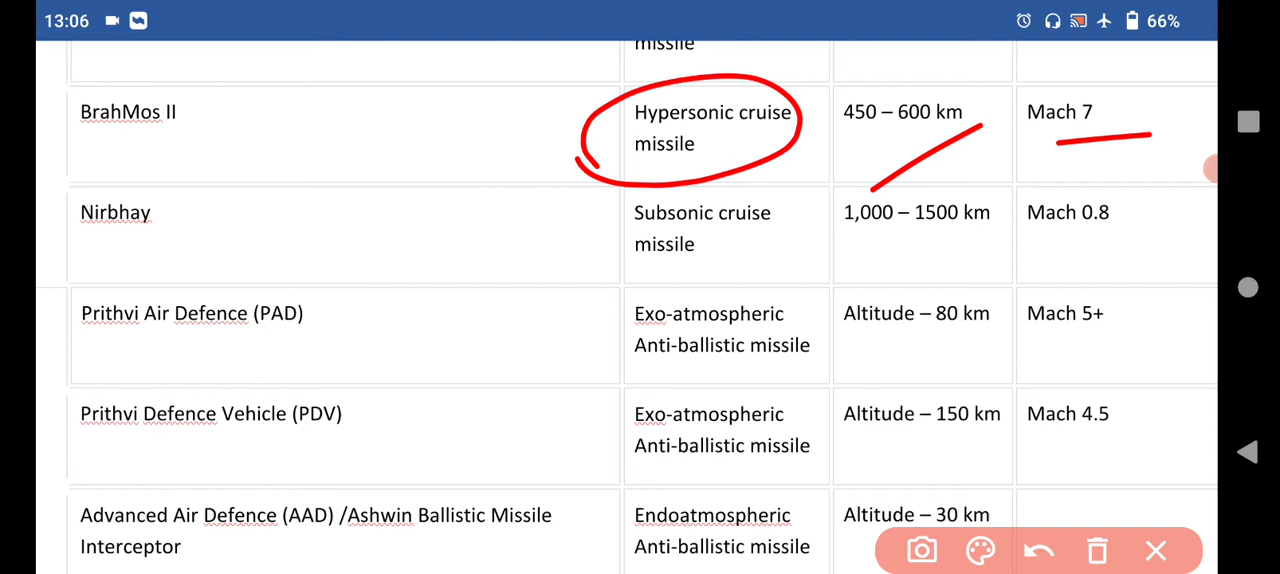 13:06
66%
missile
BrahMos II
Hypersonic cruise
missile
450 – 600 km
Mach 7
Nirbhay
Subsonic cruise
missile
1,000 – 1500 km
Mach 0.8
Prithvi Air Defence (PAD)
Exo-atmospheric
Anti-ballistic missile
Altitude – 80 km
Mach 5+
Prithvi Defence Vehicle (PDV)
Exo-atmospheric
Anti-ballistic missile
Altitude – 150 km
Mach 4.5
Advanced Air Defence (AAD) /Ashwin Ballistic Missile
Interceptor
Endoatmospheric
Anti-ballistic missile
Altitude – 30 km